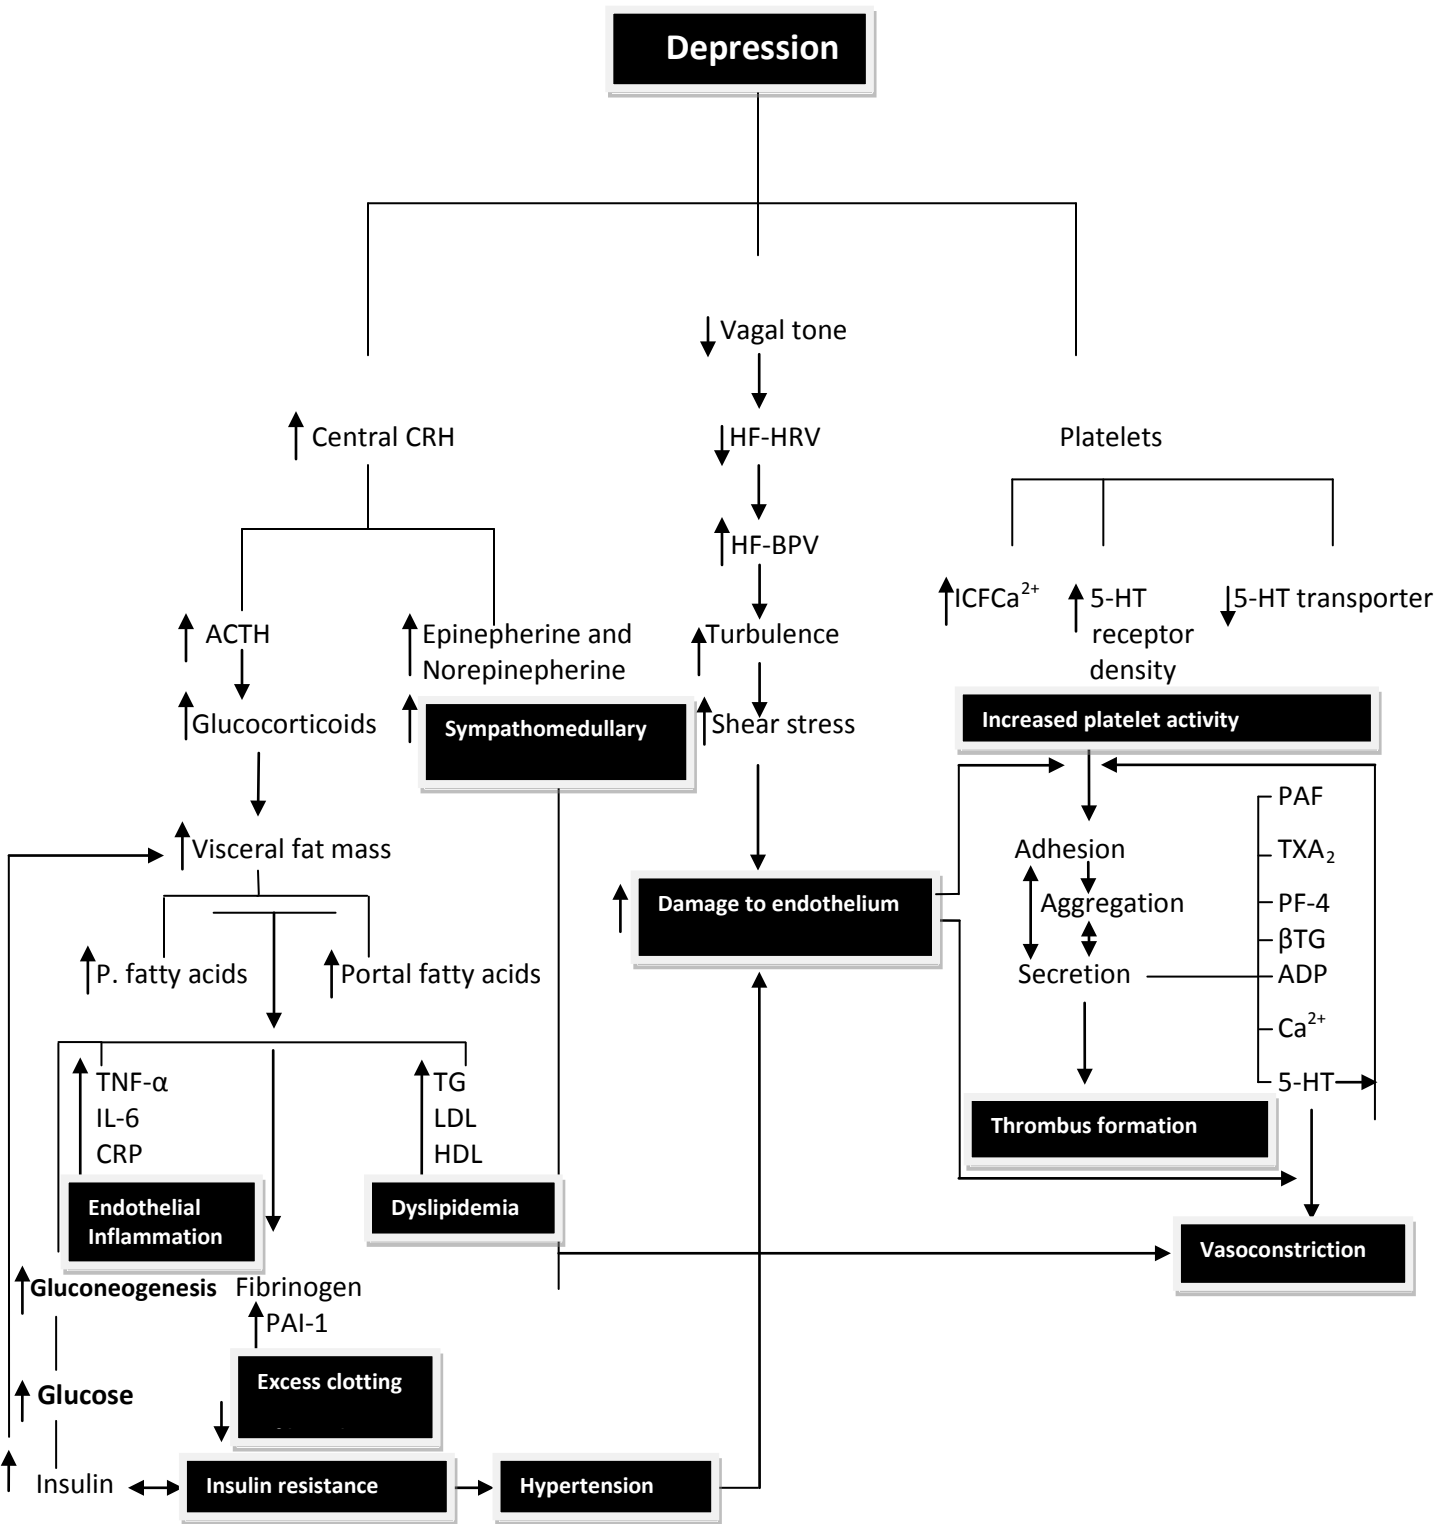 Depression
Vagal tone
Central CRH
HF-HRV
Platelets
HF-BPV
ICFCa²⁺
5-HT
receptor
density
5-HT transporter
ACTH
Epinepherine and
Norepinepherine
Turbulence
Glucocorticoids
Sympathomedullary
Shear stress
Increased platelet activity
Visceral fat mass
Adhesion
Aggregation
Secretion
PAF
TXA₂
PF-4
βTG
ADP
Ca²⁺
5-HT
Damage to endothelium
P. fatty acids
Portal fatty acids
TNF-α
IL-6
CRP
TG
LDL
HDL
Thrombus formation
Endothelial
Inflammation
Dyslipidemia
Vasoconstriction
Gluconeogenesis
Fibrinogen
PAI-1
Glucose
Excess clotting
Insulin
Insulin resistance
Hypertension